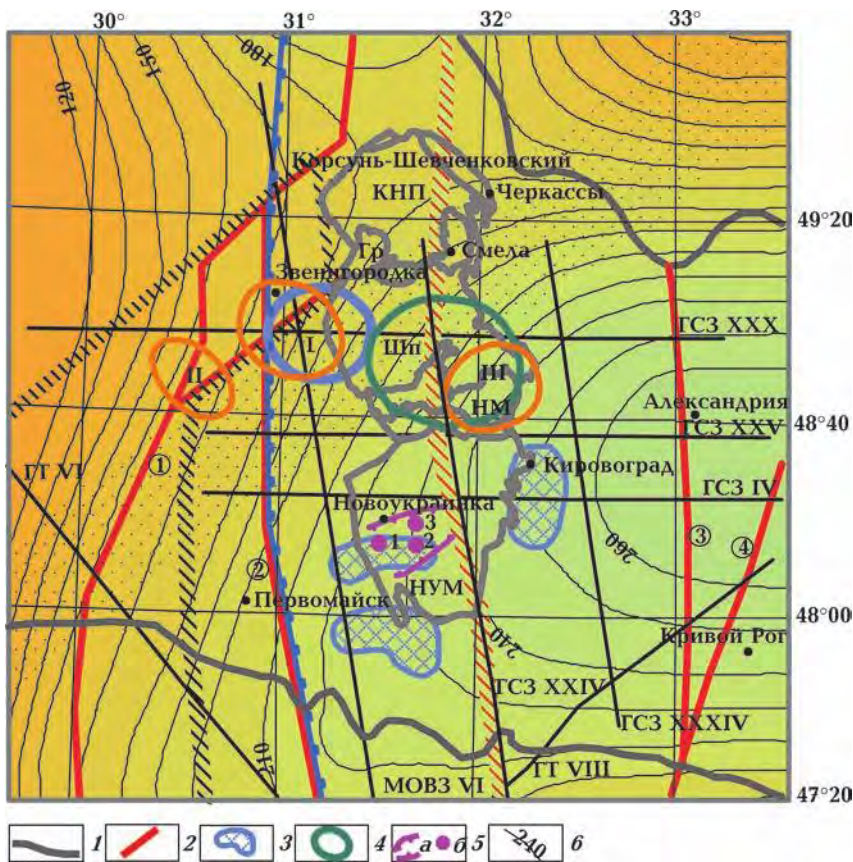 30° 31° 32° 33°
120
150
180
Корсунь-Шевченковский
КНП
Черкассы
49°20
Гр
Смела
Звенигородка
I
Шп
ГСЗ XXX
II
III
НМ
Александрия
48°40
ГСЗ XXV
ГТ VI
①
Кировоград
ГСЗ IV
Новоукраинка
3
1
2
260
③
④
②
НУМ
Первомайск
48°00
240
Кривой Рог
ГСЗ XXIV
ГСЗ XXXIV
210
ГТ VIII
МОВЗ VI
47°20
1 2 3 4 а б 5 -240 6